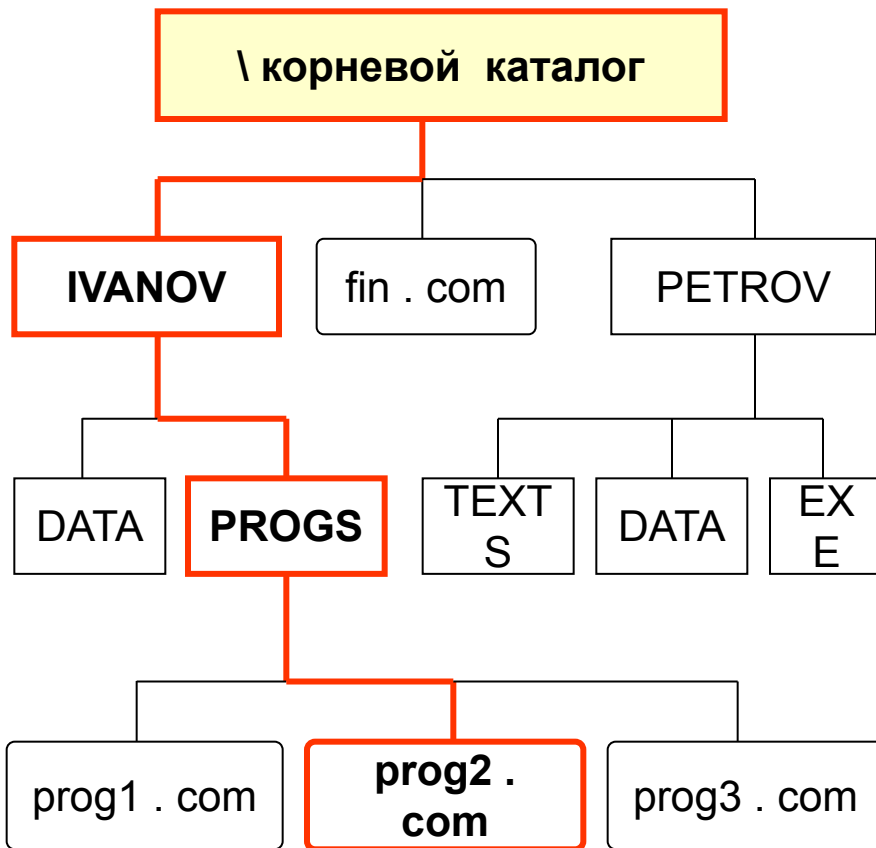 \ корневой каталог
IVANOV
fin . com
PETROV
DATA
PROGS
TEXT
S
DATA
EX
E
prog1 . com
prog2 .
com
prog3 . com